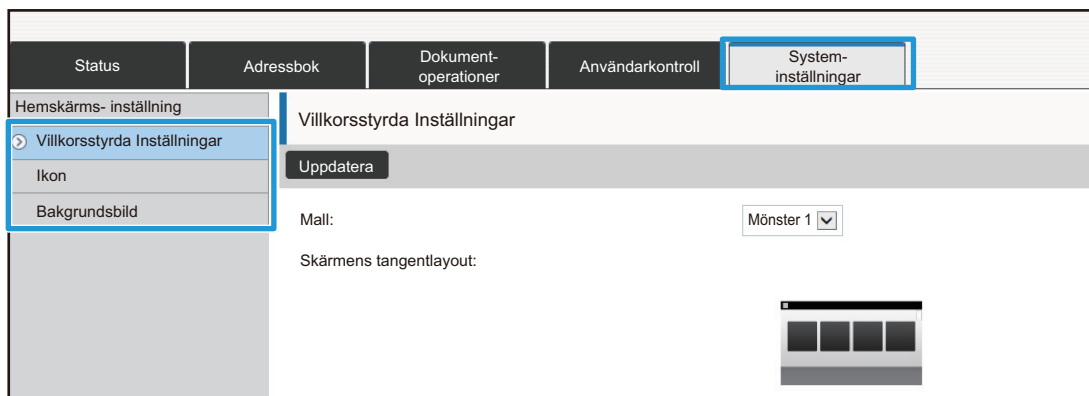 Status
Adressbok
Dokument-
operationer
Användarkontroll
System-
inställningar
Hemskärms- inställning
Villkorsstyrda Inställningar
Ikon
Bakgrundsbild
Villkorsstyrda Inställningar
Uppdatera
Mall:
Mönster 1
Skärmens tangentlayout: